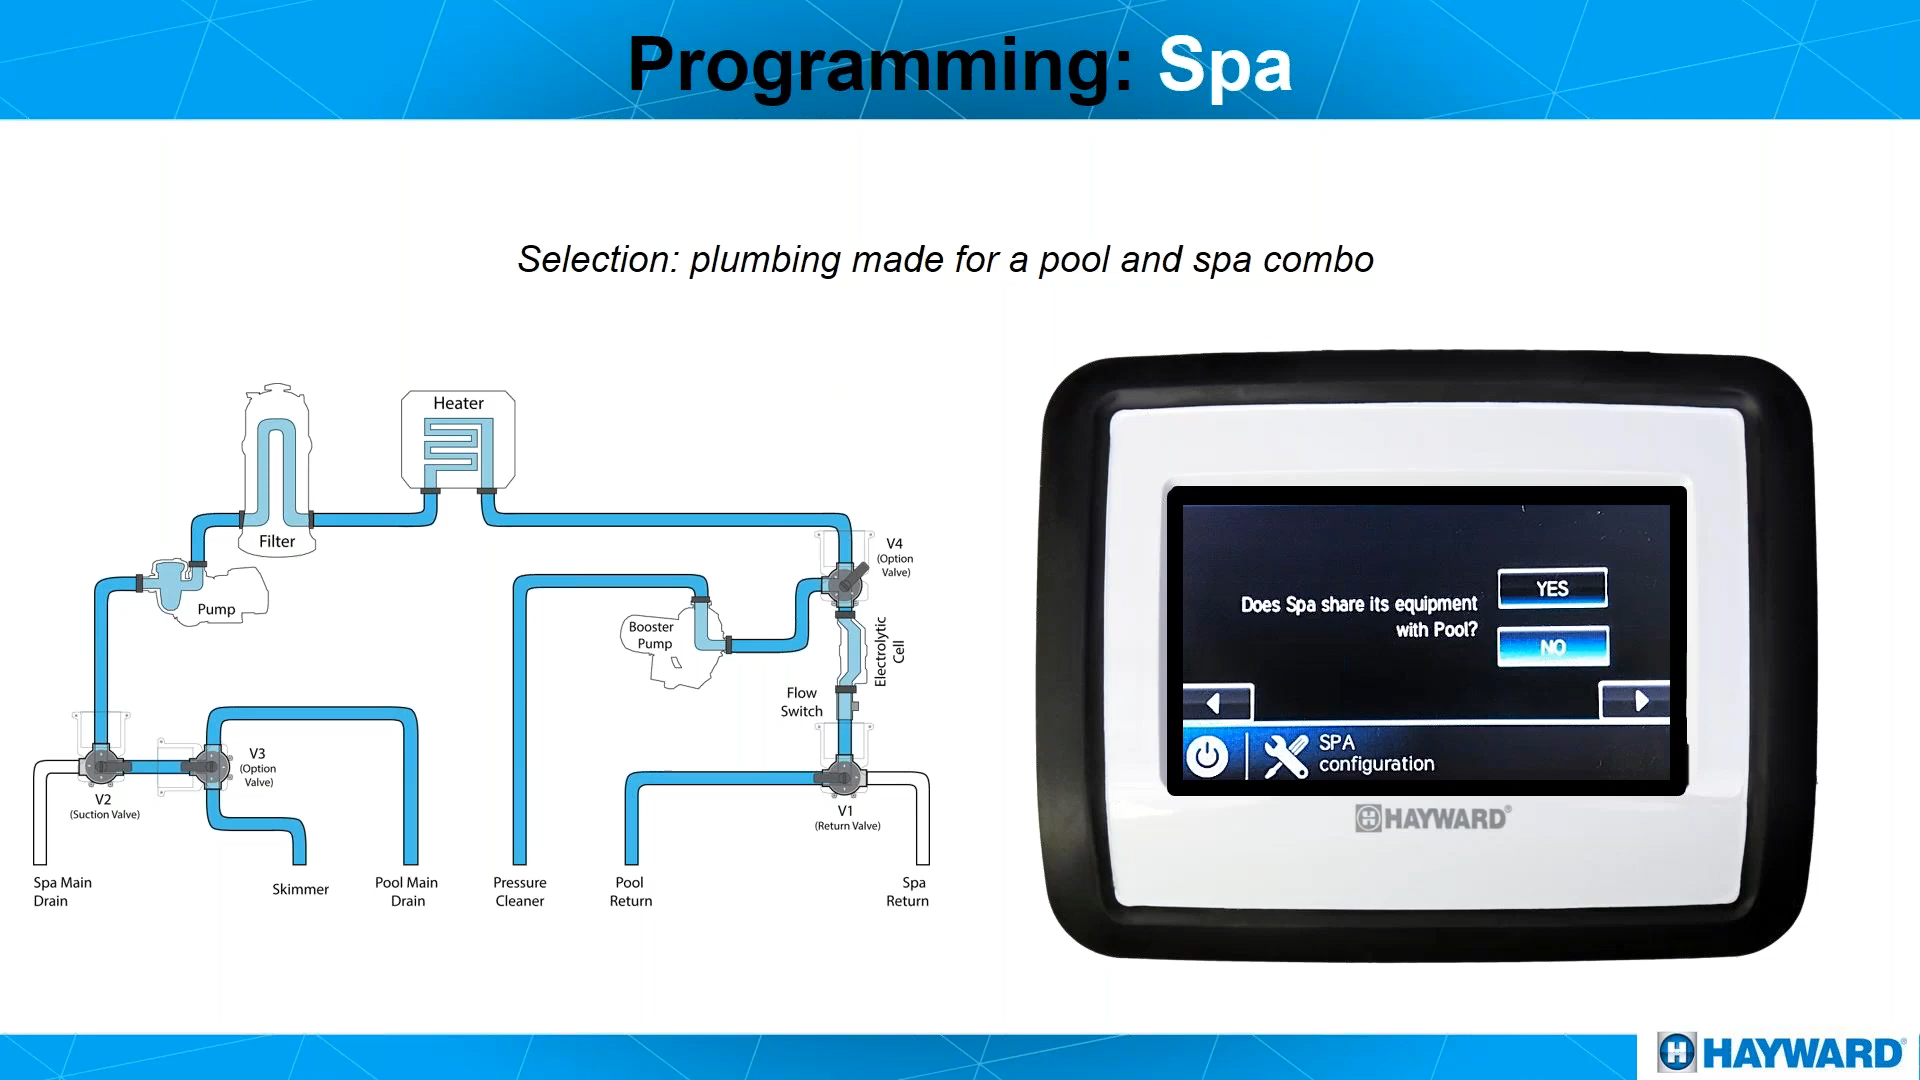 Programming: Spa
Selection: plumbing made for a pool and spa combo
Heater
Filter
Pump
V4
(Option
Valve)
Booster
Pump
Electrolytic
Cell
Flow
Switch
V3
(Option
Valve)
V2
(Suction Valve)
V1
(Return Valve)
Spa Main
Drain
Skimmer
Pool Main
Drain
Pressure
Cleaner
Pool
Return
Spa
Return
Does Spa share its equipment
with Pool?
YES
NO
SPA
configuration
HAYWARD®
HAYWARD®